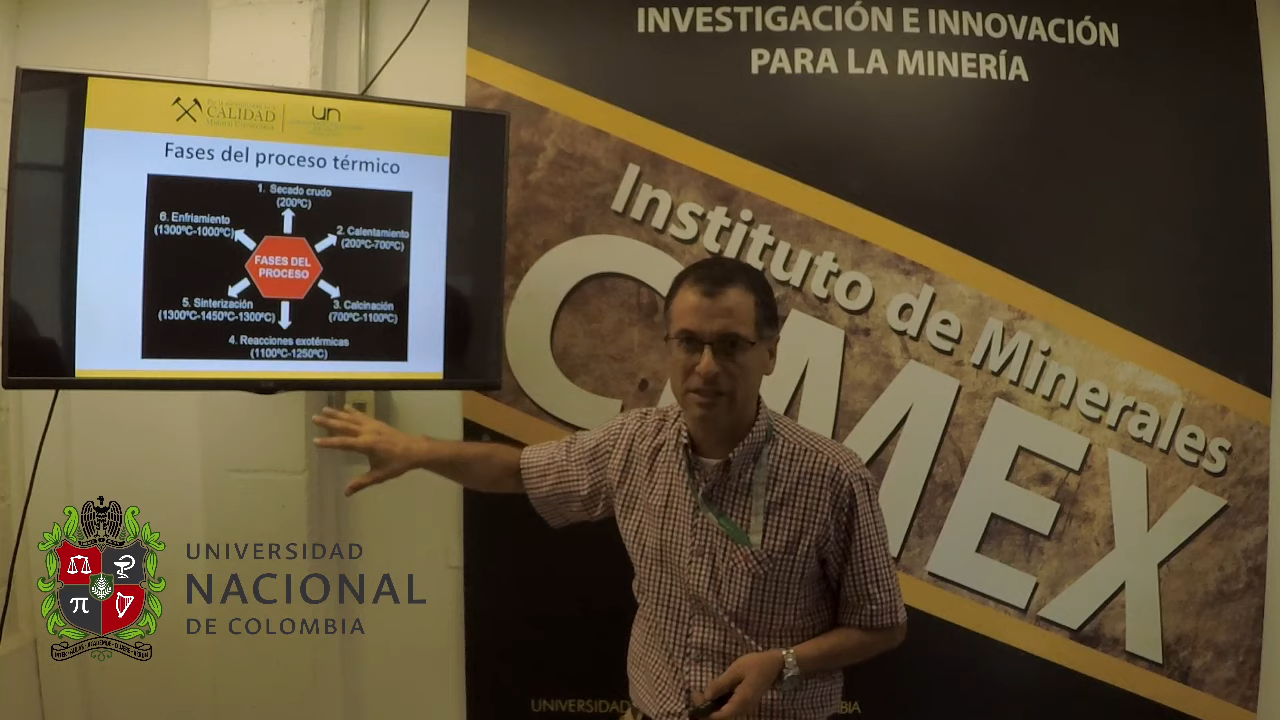 INVESTIGACIÓN E INNOVACIÓN
PARA LA MINERÍA
CALIDAD
un
Fases del proceso térmico
1. Secado crudo
(200ºC)
6. Enfriamiento
(1300ºC-1000ºC)
2. Calentamiento
(200ºC-700ºC)
FASES DEL
PROCESO
5. Sinterización
(1300ºC-1450ºC-1300ºC)
3. Calcinación
(700ºC-1100ºC)
4. Reacciones exotérmicas
(1100ºC-1250ºC)
Instituto de Minerales
CIMEX
UNIVERSIDAD
NACIONAL
DE COLOMBIA
π
UNIVERSIDAD